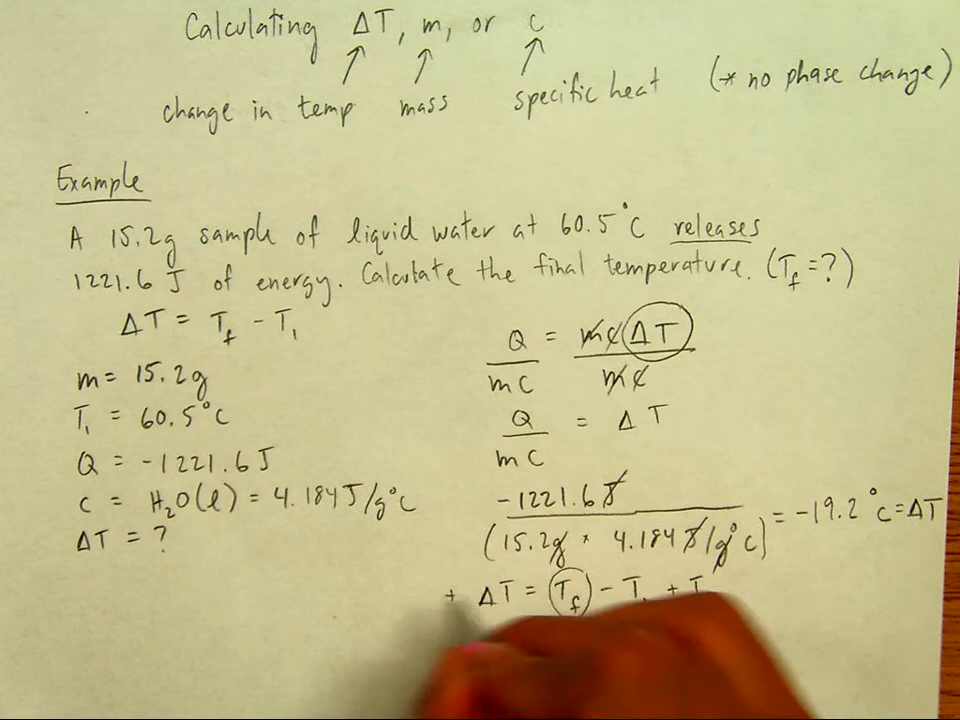 Calculating ΔT, m, or c
change in temp mass specific heat (* no phase change)
Example
A 15.2g sample of liquid water at 60.5°C releases
1221.6 J of energy. Calculate the final temperature. (Tf = ?)
ΔT = Tf - T1
m = 15.2g
T1 = 60.5°C
Q = -1221.6 J
c = H2O(l) = 4.184 J/g°C
ΔT = ?
Q = mcΔT
mc mc
Q = ΔT
mc
-1221.6 J
(15.2g * 4.184 J/g°C) = -19.2°C = ΔT
+ ΔT = Tf - T1 +